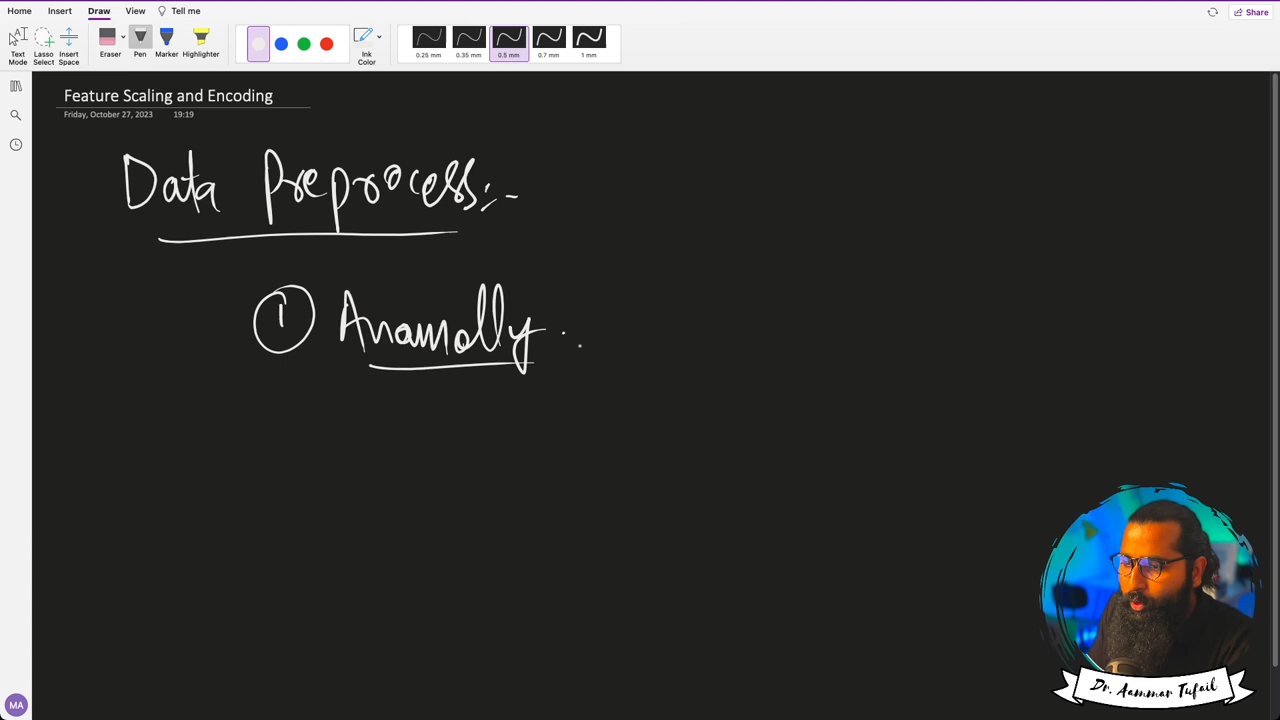 Home Insert Draw View Tell me
Share
Text Mode
Lasso Select
Insert Space
Eraser
Pen
Marker
Highlighter
Ink Color
0.25 mm
0.35 mm
0.5 mm
0.7 mm
1 mm
Feature Scaling and Encoding
Friday, October 27, 2023 19:19
Data Preprocess:-
① Anamolly :
MA
Dr. Aammar Tufail